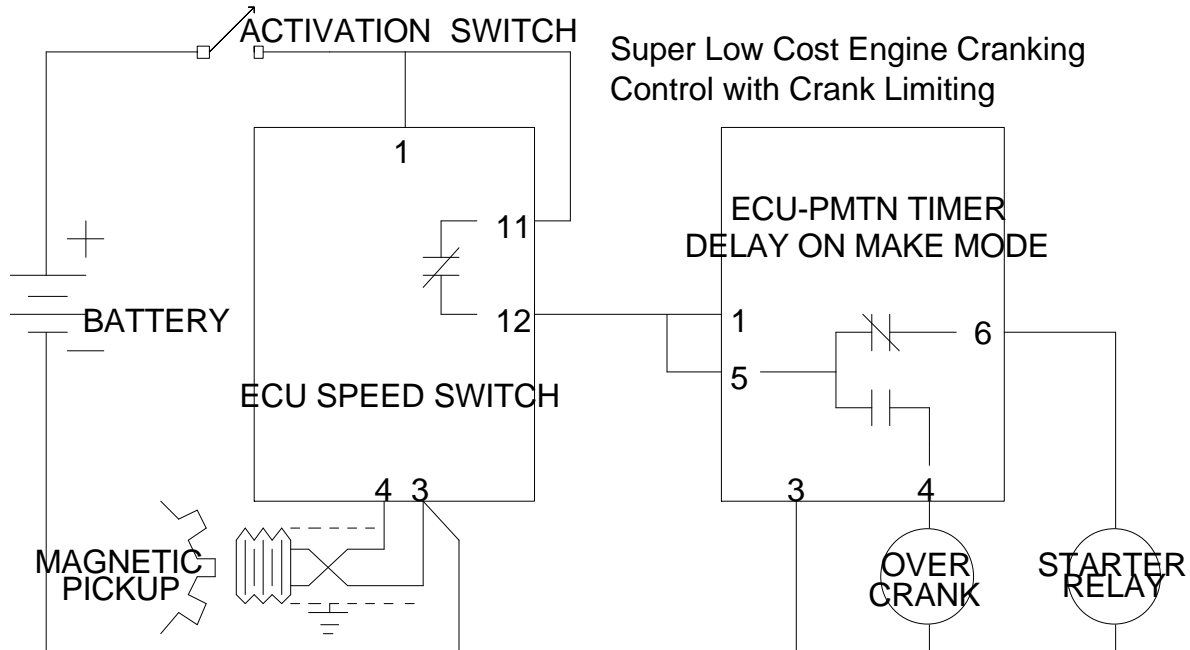 ACTIVATION SWITCH
Super Low Cost Engine Cranking
Control with Crank Limiting
1
11
12
ECU SPEED SWITCH
4 3
+
BATTERY
−
MAGNETIC
PICKUP
ECU-PMTN TIMER
DELAY ON MAKE MODE
1
5
6
3
4
OVER
CRANK
STARTER
RELAY